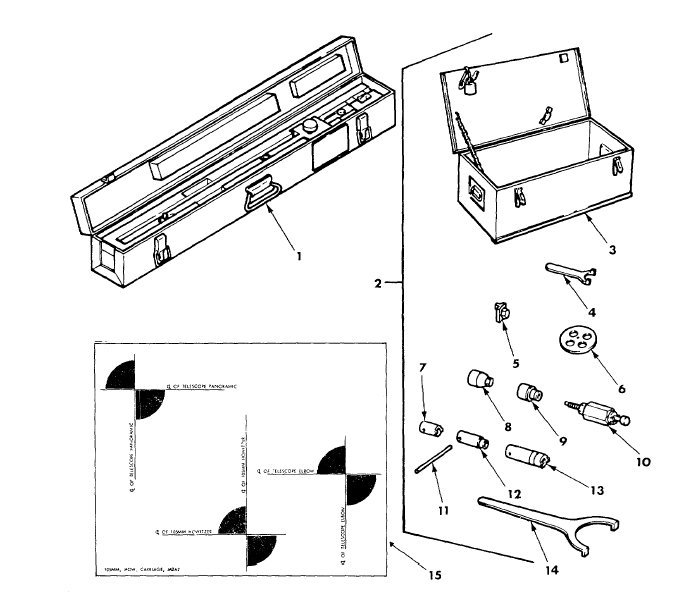 1
2
3
4
5
6
7
8
9
10
11
12
13
14
15
℄ OF TELESCOPE PANORAMIC
℄ OF TELESCOPE PANORAMIC
℄ OF 105MM HOWITZER
℄ OF TELESCOPE ELBOW
℄ OF 105MM HOWITZER
℄ OF TELESCOPE ELBOW
105MM, HOW, CARRIAGE, M2A2